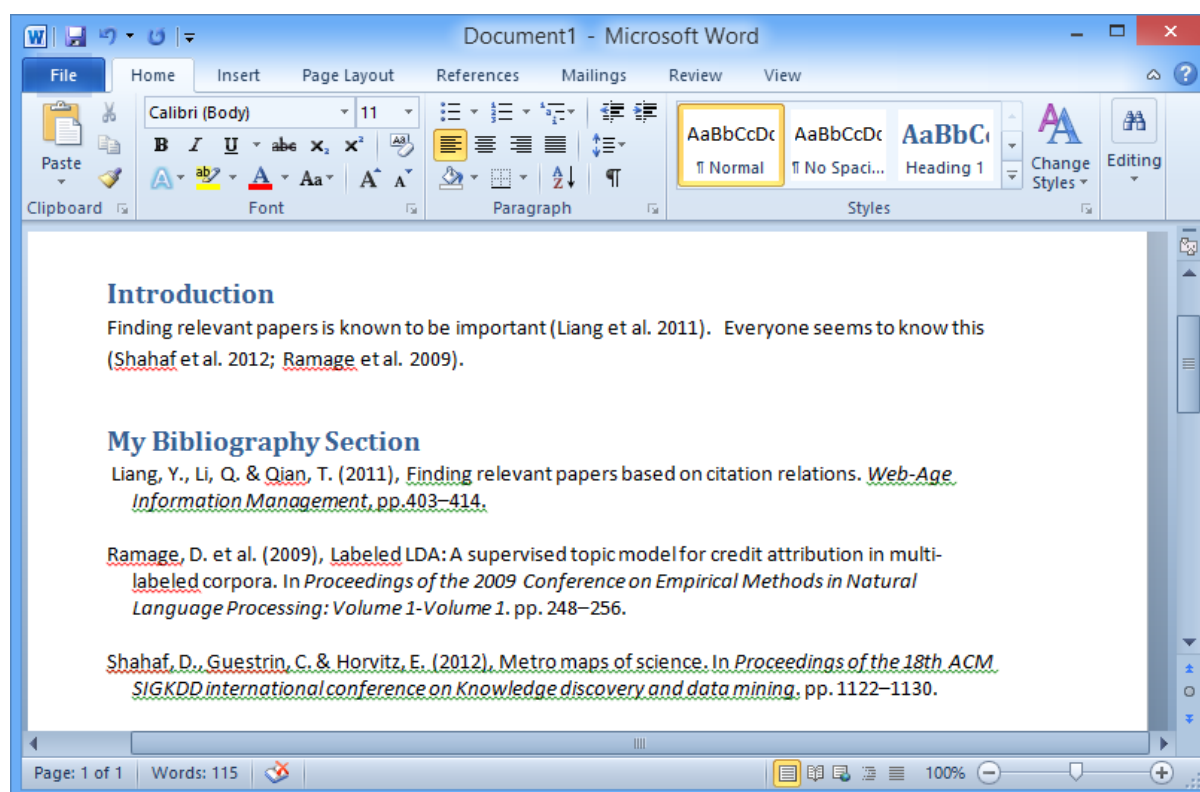 Document1 - Microsoft Word
File Home Insert Page Layout References Mailings Review View
Calibri (Body) 11
Paste
B I U abc x₂ x² Aa
A ab A Aa A A
AaBbCcDc AaBbCcDc AaBbC
¶ Normal ¶ No Spaci... Heading 1
Change Styles
Editing
Clipboard Font Paragraph Styles
Introduction
Finding relevant papers is known to be important (Liang et al. 2011). Everyone seems to know this
(Shahaf et al. 2012; Ramage et al. 2009).
My Bibliography Section
Liang, Y., Li, Q. & Qian, T. (2011), Finding relevant papers based on citation relations. Web-Age
Information Management, pp.403–414.
Ramage, D. et al. (2009), Labeled LDA: A supervised topic model for credit attribution in multi-
labeled corpora. In Proceedings of the 2009 Conference on Empirical Methods in Natural
Language Processing: Volume 1-Volume 1. pp. 248–256.
Shahaf, D., Guestrin, C. & Horvitz, E. (2012), Metro maps of science. In Proceedings of the 18th ACM
SIGKDD international conference on Knowledge discovery and data mining. pp. 1122–1130.
Page: 1 of 1 Words: 115 100%